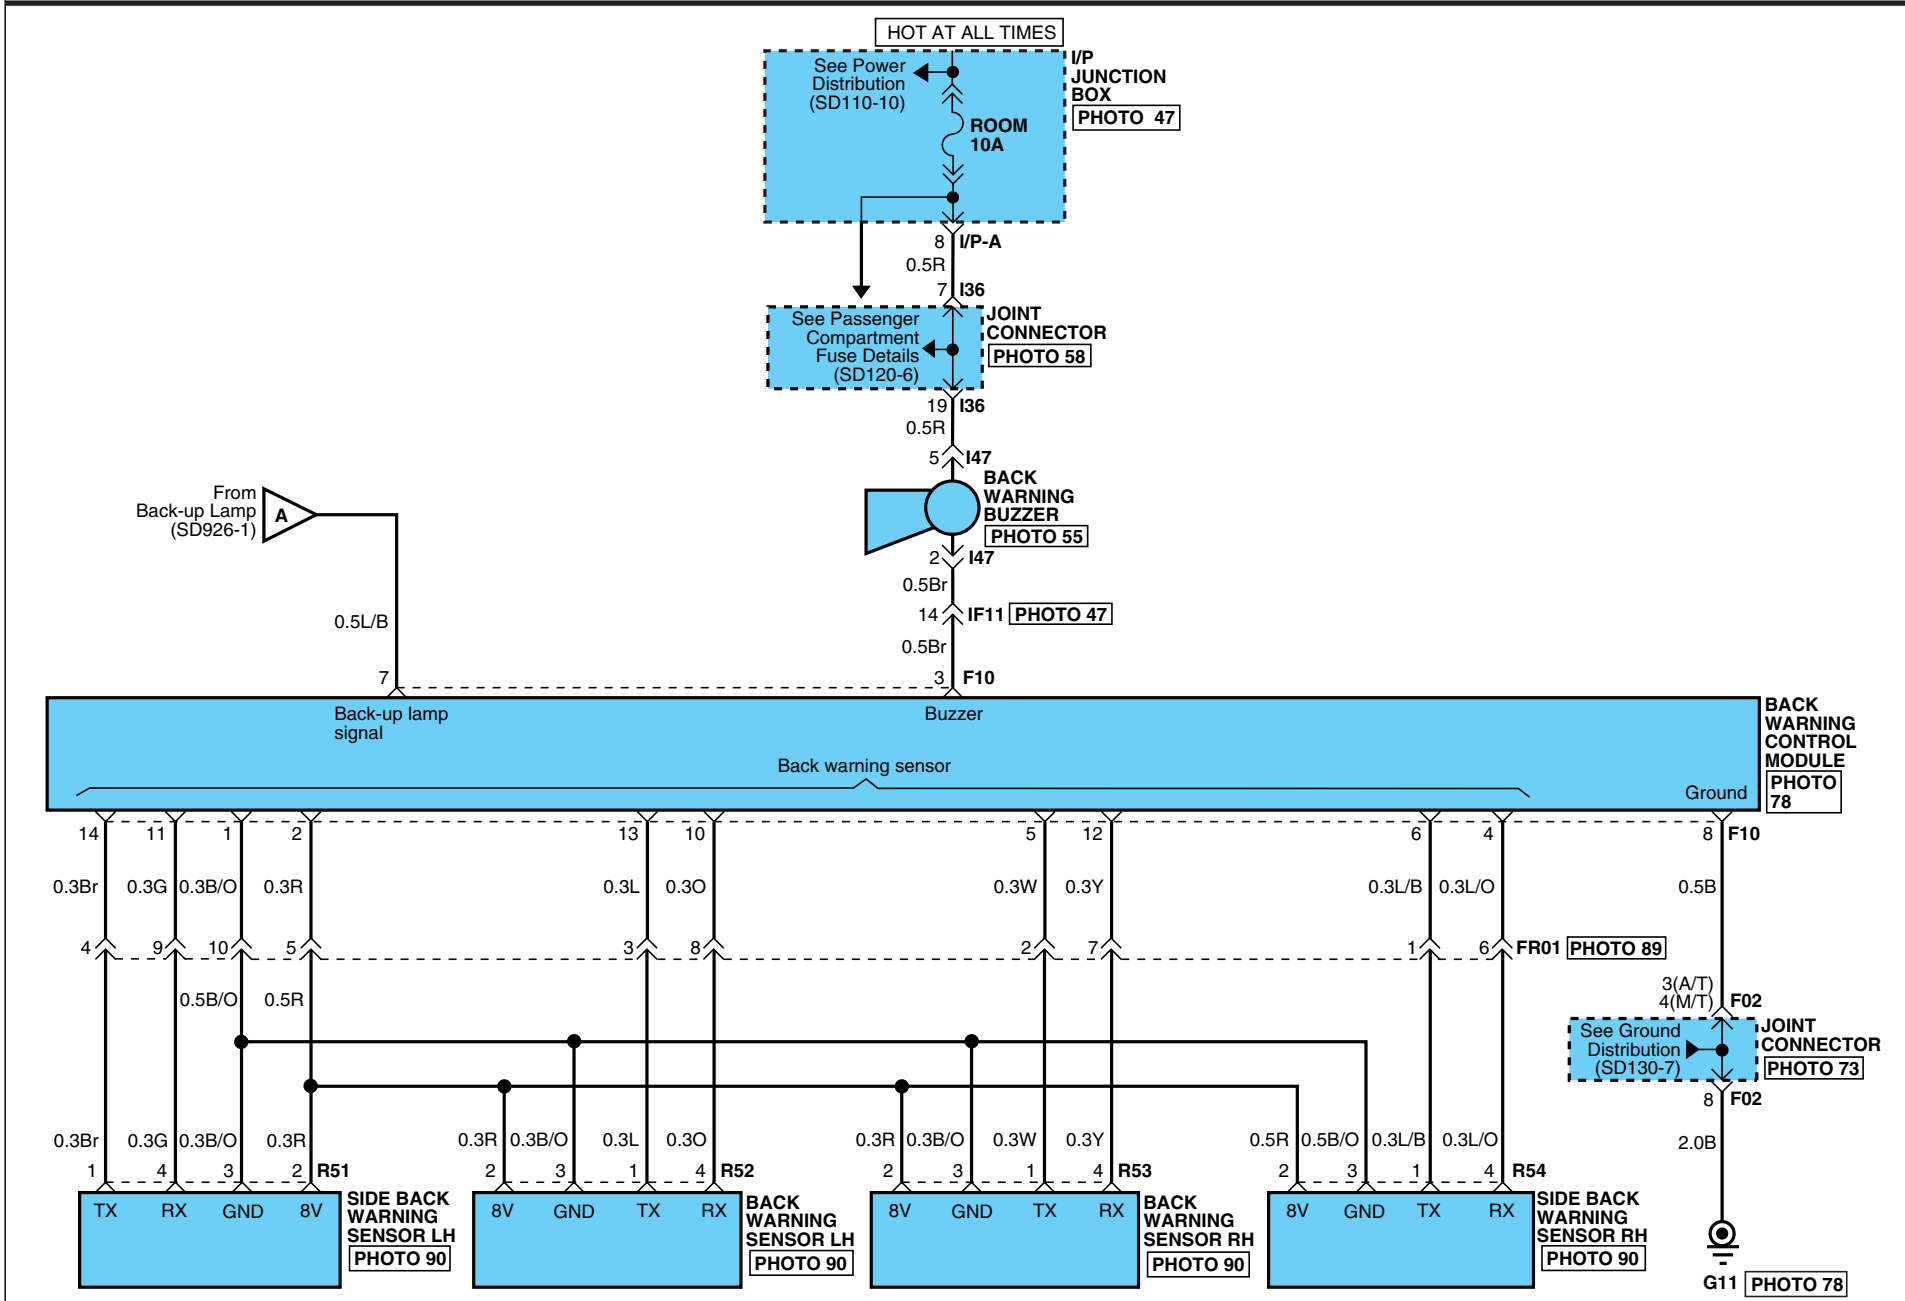 HOT AT ALL TIMES
See Power
Distribution
(SD110-10)
ROOM
10A
I/P
JUNCTION
BOX
PHOTO 47
8 I/P-A
0.5R
7 I36
See Passenger
Compartment
Fuse Details
(SD120-6)
JOINT
CONNECTOR
PHOTO 58
19 I36
0.5R
5 I47
BACK
WARNING
BUZZER
PHOTO 55
2 I47
0.5Br
14 IF11 PHOTO 47
0.5Br
From
Back-up Lamp
(SD926-1)
A
0.5L/B
7 3 F10
Back-up lamp
signal
Buzzer
Back warning sensor
Ground
BACK
WARNING
CONTROL
MODULE
PHOTO
78
14 11 1 2 13 10 5 12 6 4 8 F10
0.3Br 0.3G 0.3B/O 0.3R 0.3L 0.3O 0.3W 0.3Y 0.3L/B 0.3L/O 0.5B
4 9 10 5 3 8 2 7 1 6 FR01 PHOTO 89
0.5B/O 0.5R
3(A/T)
4(M/T) F02
See Ground
Distribution
(SD130-7)
JOINT
CONNECTOR
PHOTO 73
8 F02
2.0B
0.3Br 0.3G 0.3B/O 0.3R 0.3R 0.3B/O 0.3L 0.3O 0.3R 0.3B/O 0.3W 0.3Y 0.5R 0.5B/O 0.3L/B 0.3L/O
1 4 3 2 R51 2 3 1 4 R52 2 3 1 4 R53 2 3 1 4 R54
TX RX GND 8V
SIDE BACK
WARNING
SENSOR LH
PHOTO 90
8V GND TX RX
BACK
WARNING
SENSOR LH
PHOTO 90
8V GND TX RX
BACK
WARNING
SENSOR RH
PHOTO 90
8V GND TX RX
SIDE BACK
WARNING
SENSOR RH
PHOTO 90
G11 PHOTO 78